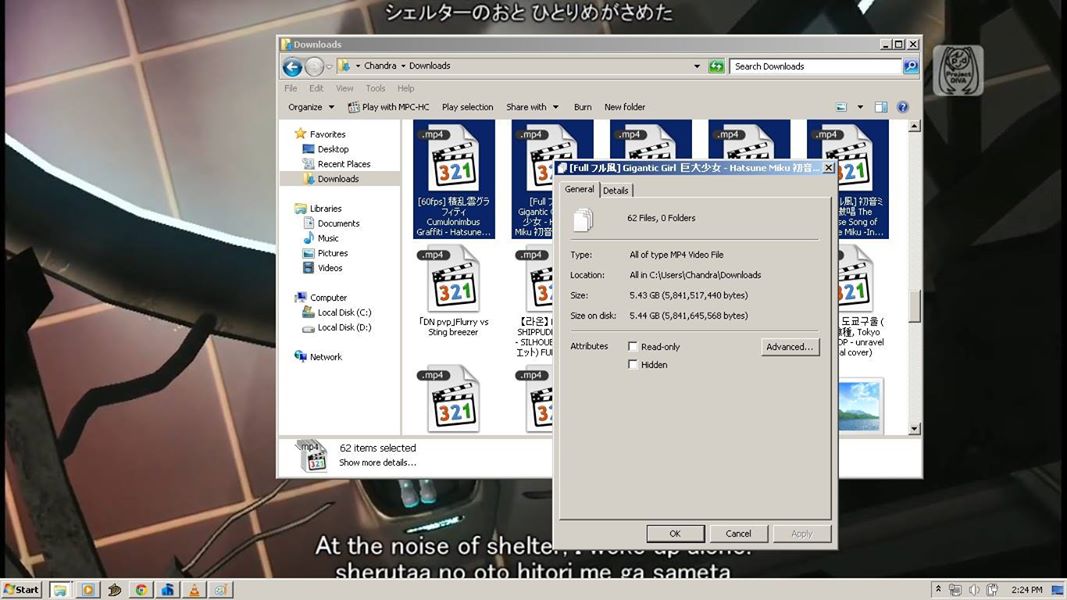 シェルターのおと ひとりめがさめた
Project
DIVA
Downloads
Chandra
Downloads
Search Downloads
File Edit View Tools Help
Organize Play with MPC-HC Play selection Share with Burn New folder
Favorites
Desktop
Recent Places
Downloads
Libraries
Documents
Music
Pictures
Videos
Computer
Local Disk (C:)
Local Disk (D:)
Network
.mp4
321
[60fps] 積乱雲グラ
フィティ
Cumulonimbus
Graffiti - Hatsune...
.mp4
321
[Full フ
Gigantic G
少女 -
Miku 初音
.mp4
.mp4
.mp4
321
初音ミ
The
Song of
Miku -In...
.mp4
321
「DN pvp」Flurry vs
Sting breezer
.mp4
【라온】
SHIPPUD
- SILHOUE
エット) FUL
도쿄구울 (
喰種, Tokyo
OP - unravel
cover)
.mp4
321
.mp4
62 items selected
Show more details...
[Full フル風] Gigantic Girl 巨大少女 - Hatsune Miku 初音...
General Details
62 Files, 0 Folders
Type: All of type MP4 Video File
Location: All in C:\Users\Chandra\Downloads
Size: 5.43 GB (5,841,517,440 bytes)
Size on disk: 5.44 GB (5,841,645,568 bytes)
Attributes Read-only Advanced...
Hidden
OK Cancel Apply
At the noise of shelter, I woke up alone.
sherutaa no oto hitori me ga sameta
Start 2:24 PM